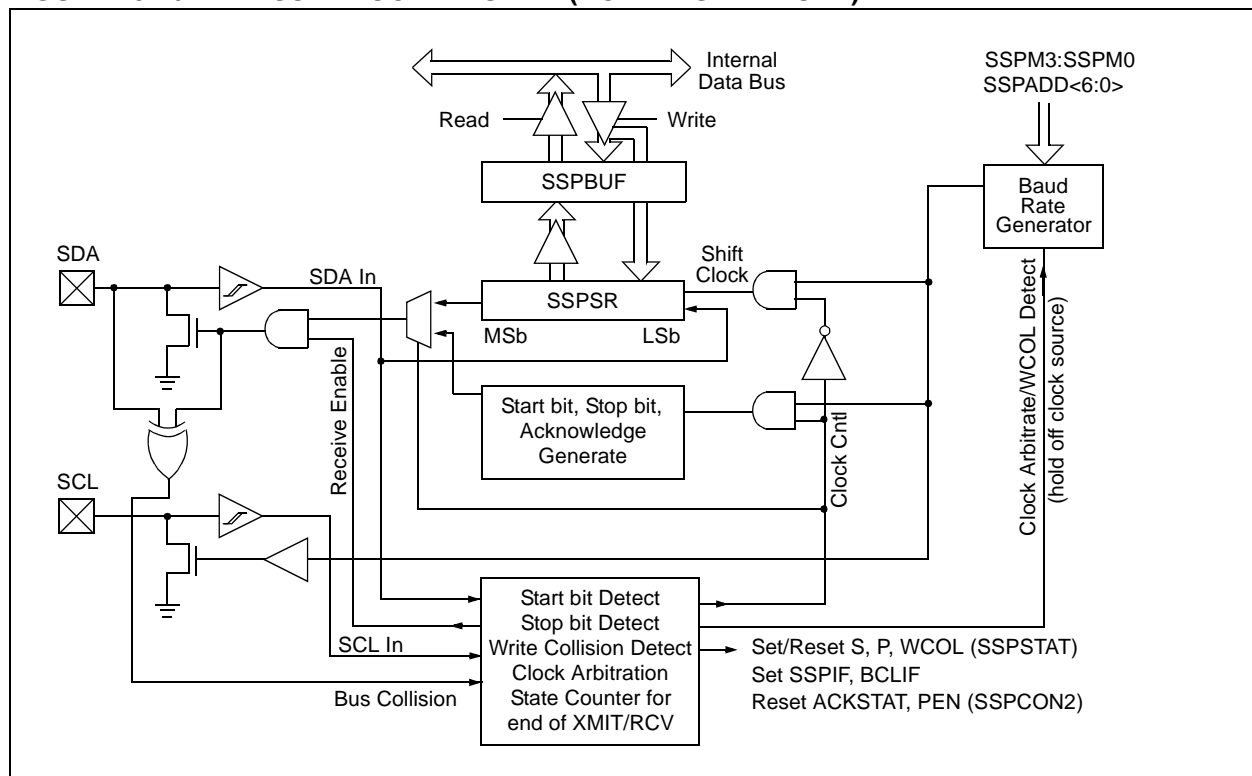 Internal
Data Bus
SSPM3:SSPM0
SSPADD<6:0>
Read
Write
SSPBUF
Baud
Rate
Generator
SDA
SDA In
Shift
Clock
SSPSR
MSb
LSb
Start bit, Stop bit,
Acknowledge
Generate
Receive Enable
Clock Cntl
Clock Arbitrate/WCOL Detect
(hold off clock source)
SCL
SCL In
Bus Collision
Start bit Detect
Stop bit Detect
Write Collision Detect
Clock Arbitration
State Counter for
end of XMIT/RCV
Set/Reset S, P, WCOL (SSPSTAT)
Set SSPIF, BCLIF
Reset ACKSTAT, PEN (SSPCON2)